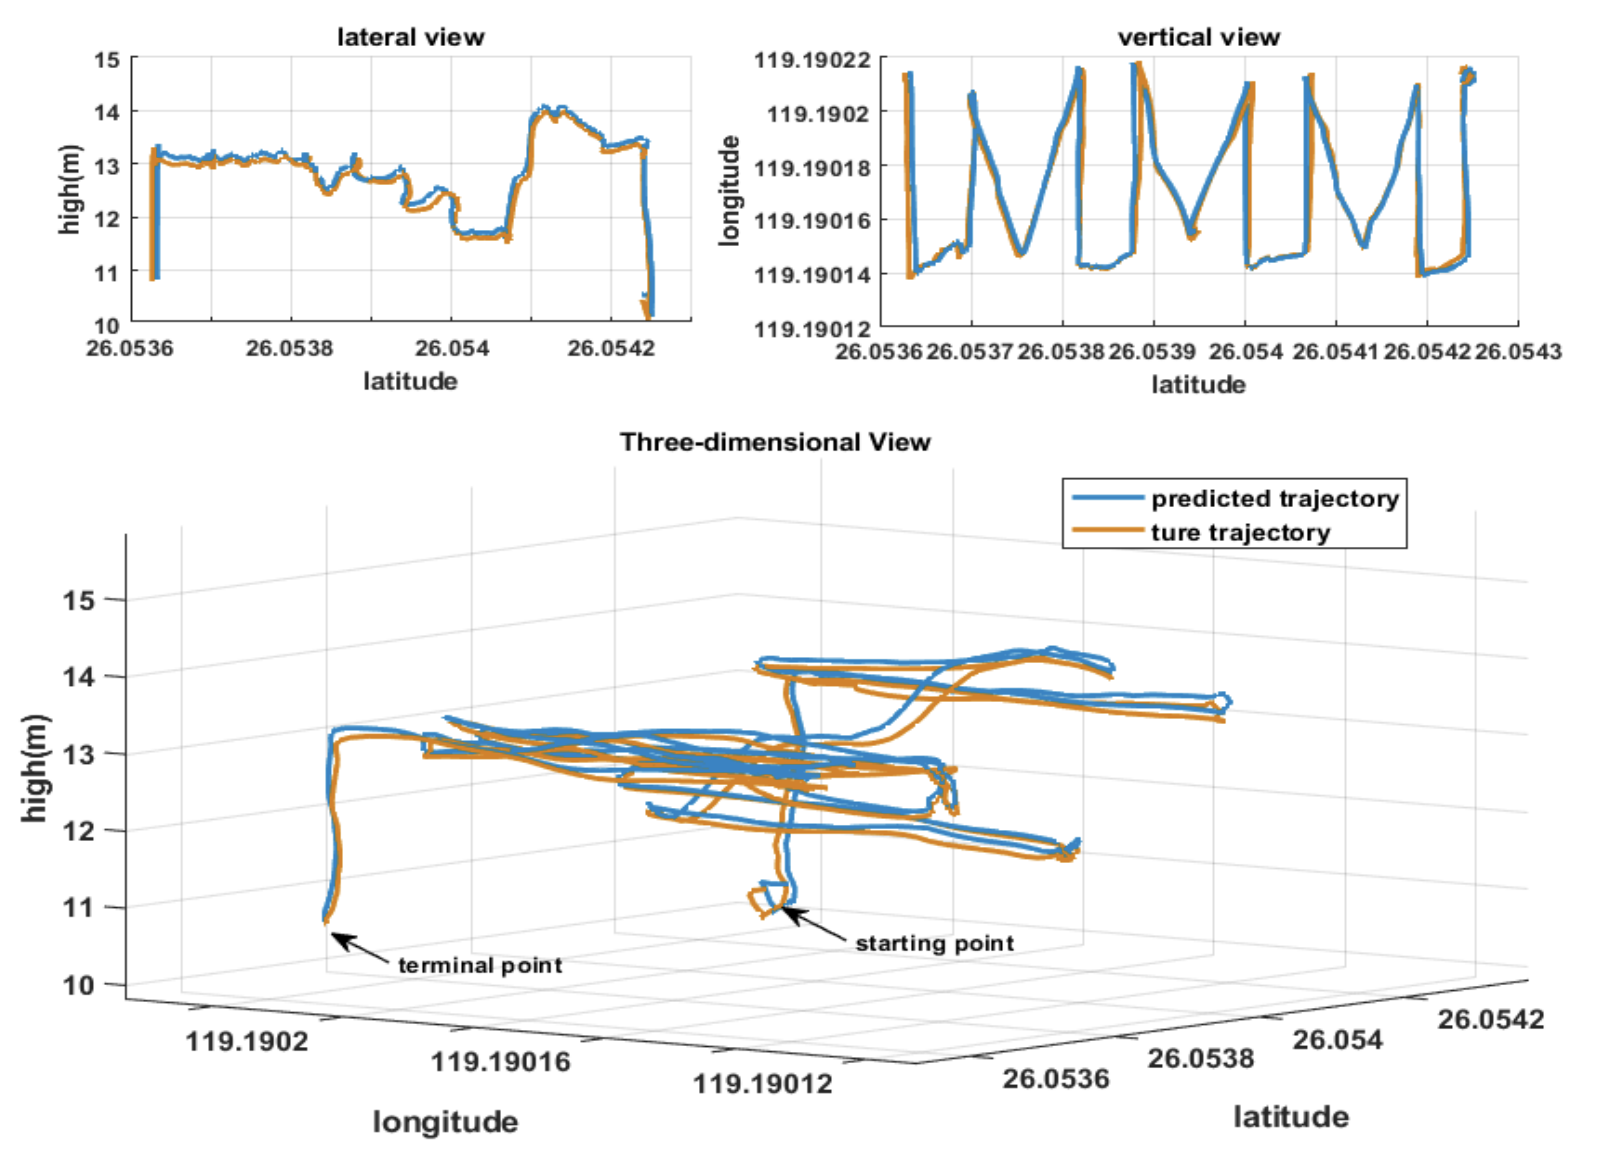 lateral view
15
14
13
12
11
10
high(m)
26.0536 26.0538 26.054 26.0542
latitude
vertical view
119.19022
119.1902
119.19018
119.19016
119.19014
119.19012
longitude
26.0536 26.0537 26.0538 26.0539 26.054 26.0541 26.0542 26.0543
latitude
Three-dimensional View
predicted trajectory
ture trajectory
15
14
13
12
11
10
high(m)
starting point
terminal point
119.1902
119.19016
119.19012
longitude
26.0536
26.0538
26.054
26.0542
latitude